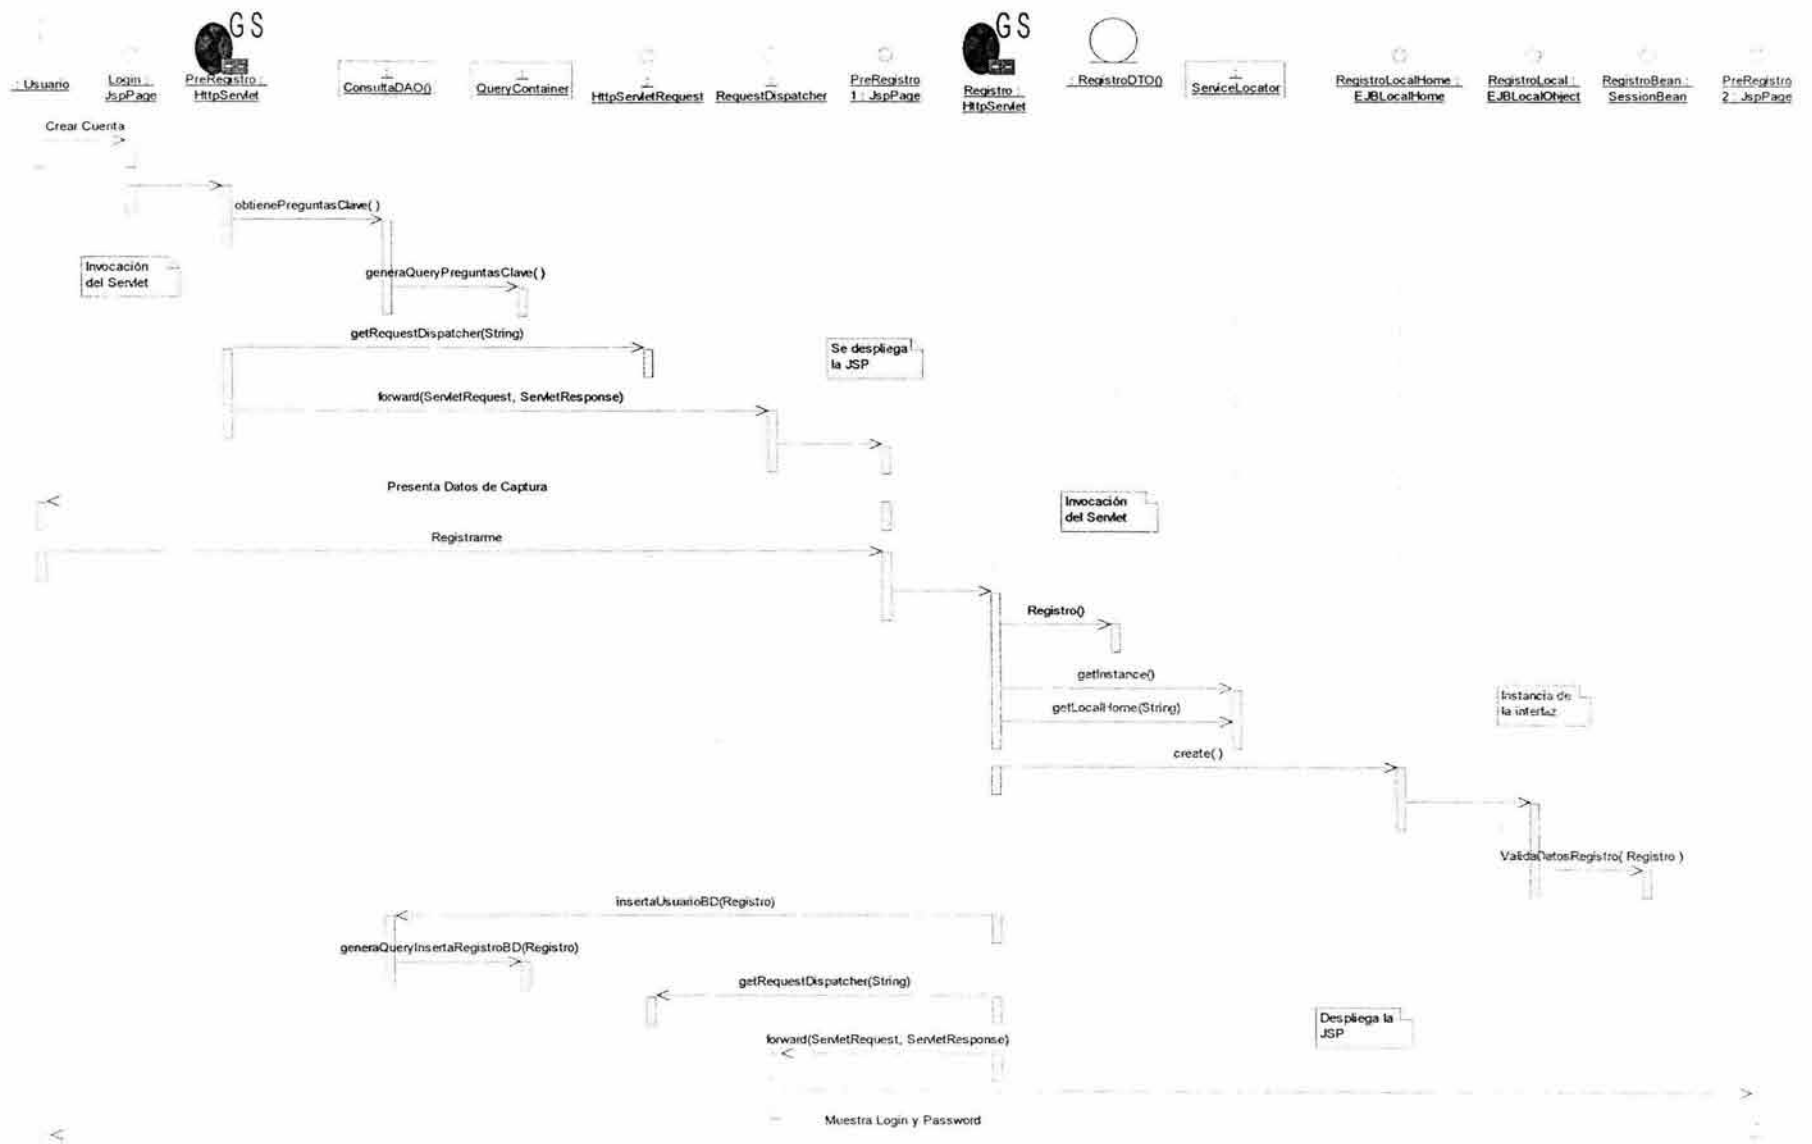 GS
GS
: Usuario
Login :
JspPage
PreRegistro :
HttpServlet
:
ConsultaDAO()
:
QueryContainer
:
HttpServletRequest
:
RequestDispatcher
PreRegistro
1 : JspPage
Registro :
HttpServlet
: RegistroDTO()
:
ServiceLocator
RegistroLocalHome :
EJBLocalHome
RegistroLocal :
EJBLocalObject
RegistroBean :
SessionBean
PreRegistro
2 : JspPage
Crear Cuenta
obtienePreguntasClave( )
Invocación
del Servlet
generaQueryPreguntasClave( )
getRequestDispatcher(String)
Se despliega
la JSP
forward(ServletRequest, ServletResponse)
Presenta Datos de Captura
Invocación
del Servlet
Registrarme
Registro()
getInstance()
getLocalHome(String)
Instancia de
la interfaz
create( )
ValidaDatosRegistro( Registro )
insertaUsuarioBD(Registro)
generaQueryInsertaRegistroBD(Registro)
getRequestDispatcher(String)
Despliega la
JSP
forward(ServletRequest, ServletResponse)
Muestra Login y Password